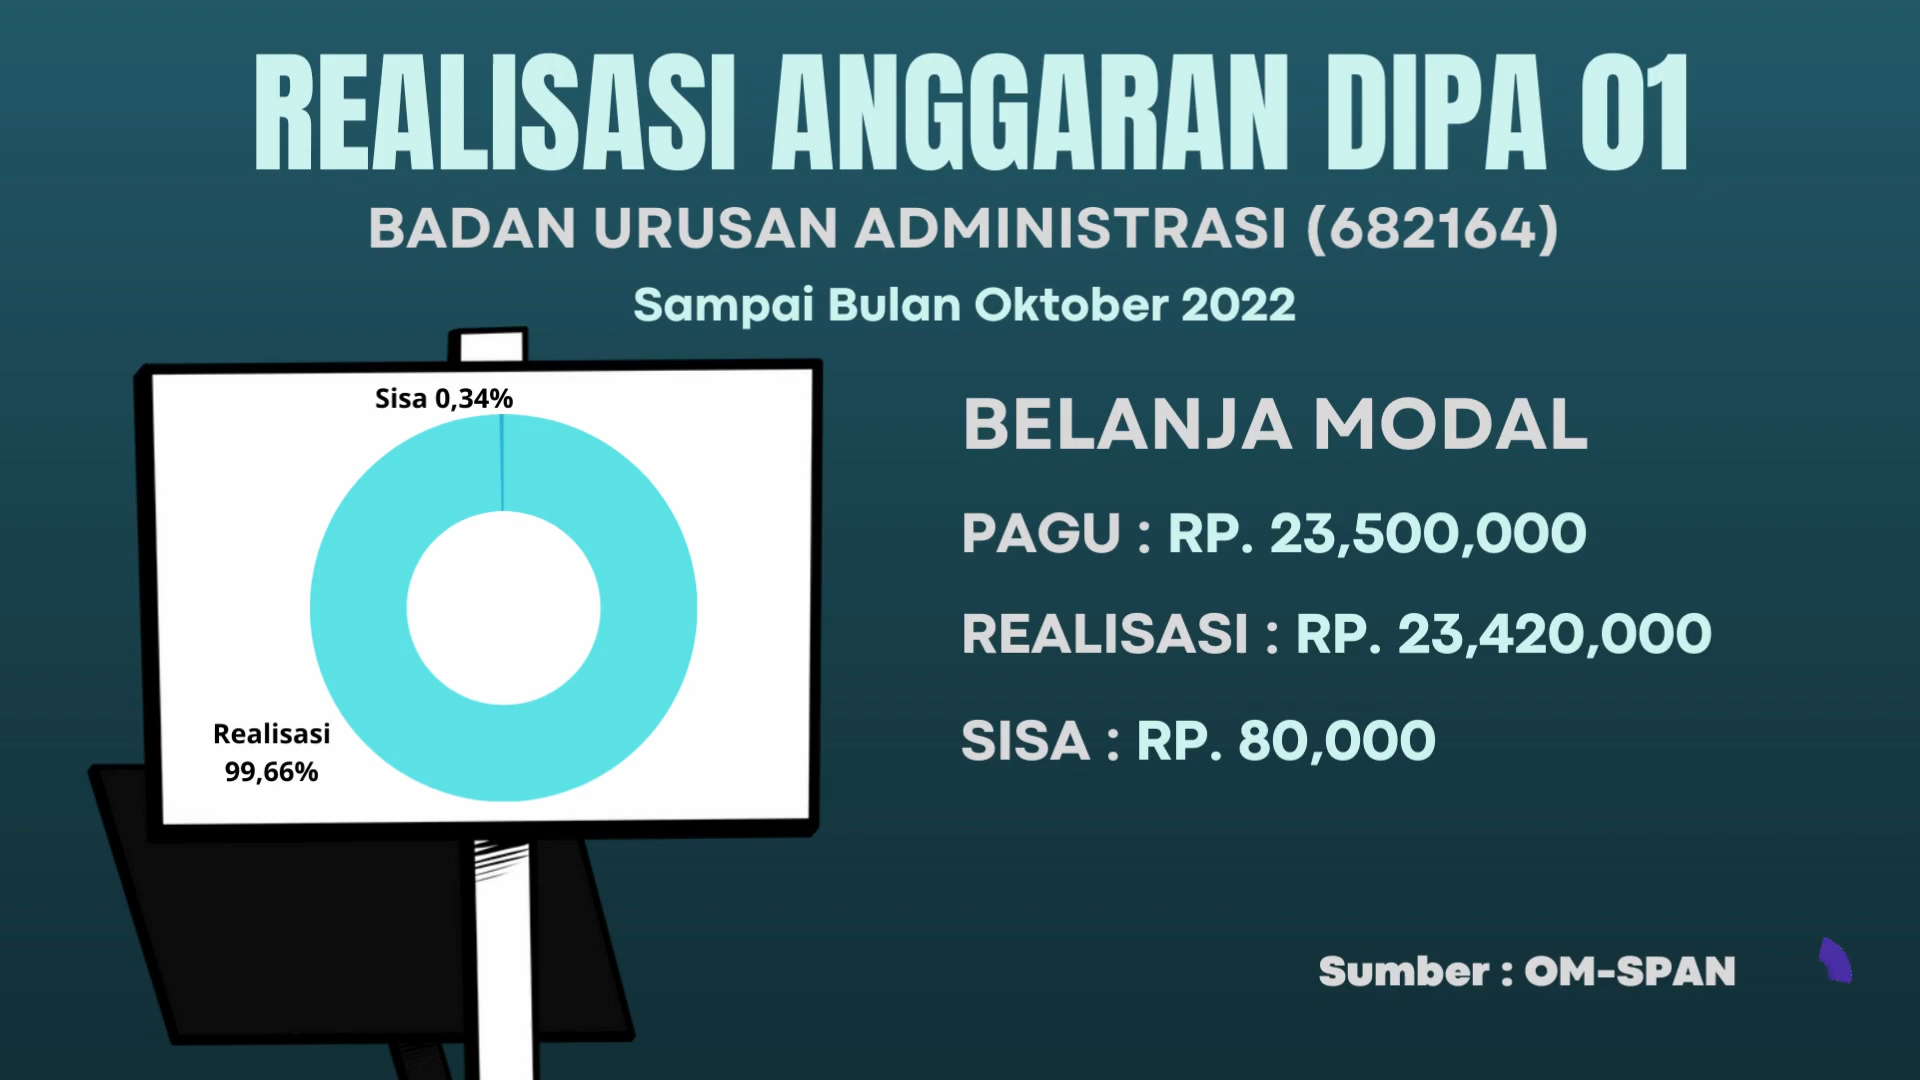 REALISASI ANGGARAN DIPA 01
BADAN URUSAN ADMINISTRASI (682164)
Sampai Bulan Oktober 2022
Sisa 0,34%
Realisasi
99,66%
BELANJA MODAL
PAGU : RP. 23,500,000
REALISASI : RP. 23,420,000
SISA : RP. 80,000
Sumber : OM-SPAN